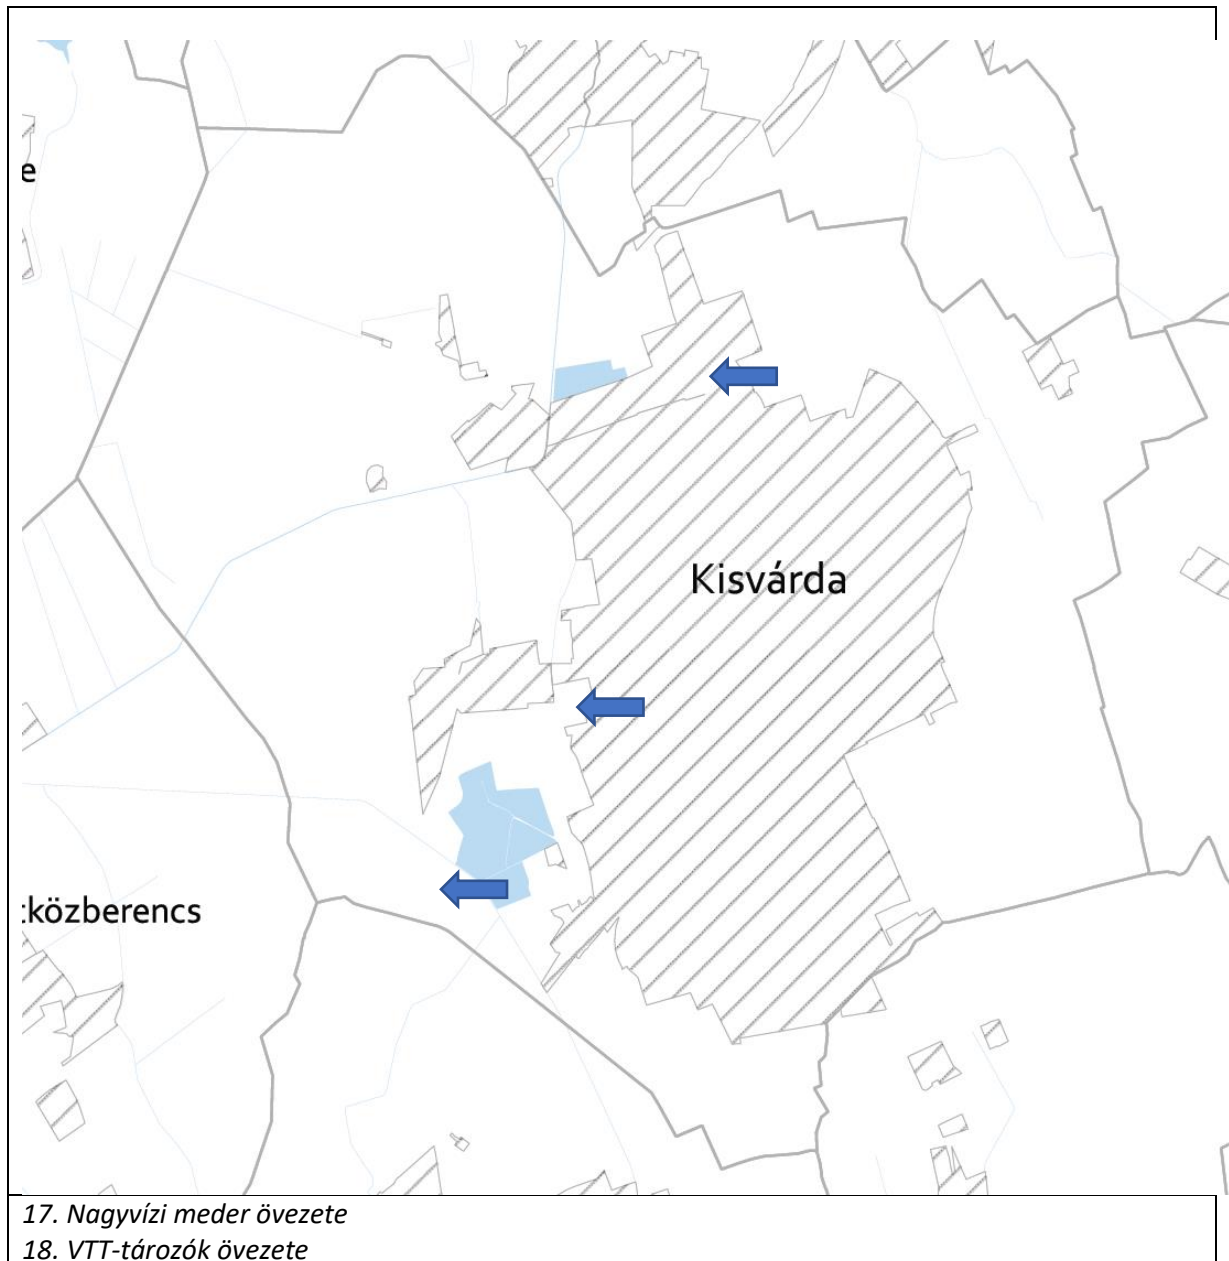 e
Kisvárda
közberencs
17. Nagyvízi meder övezete
18. VTT-tározók övezete